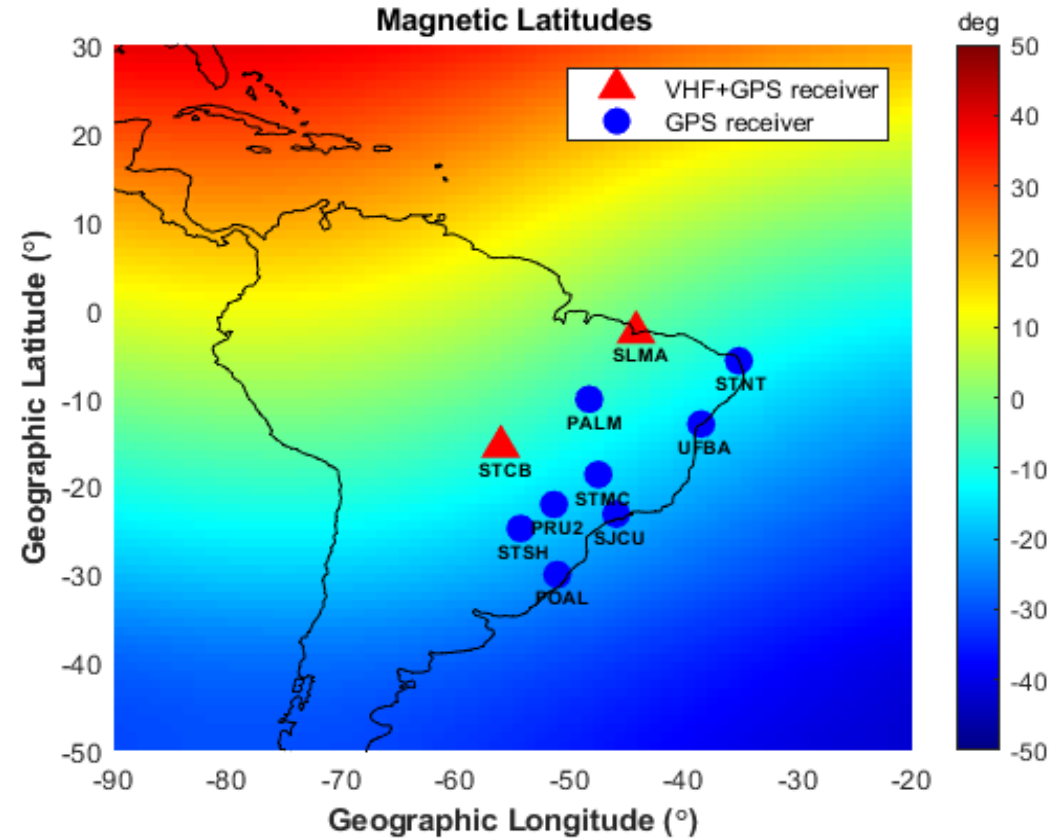 Magnetic Latitudes
deg
VHF+GPS receiver
GPS receiver
30
20
10
0
-10
-20
-30
-40
-50
Geographic Latitude (°)
SLMA
STNT
PALM
UFBA
STCB
STMC
PRU2
SJCU
STSH
POAL
-90
-80
-70
-60
-50
-40
-30
-20
Geographic Longitude (°)
50
40
30
20
10
0
-10
-20
-30
-40
-50